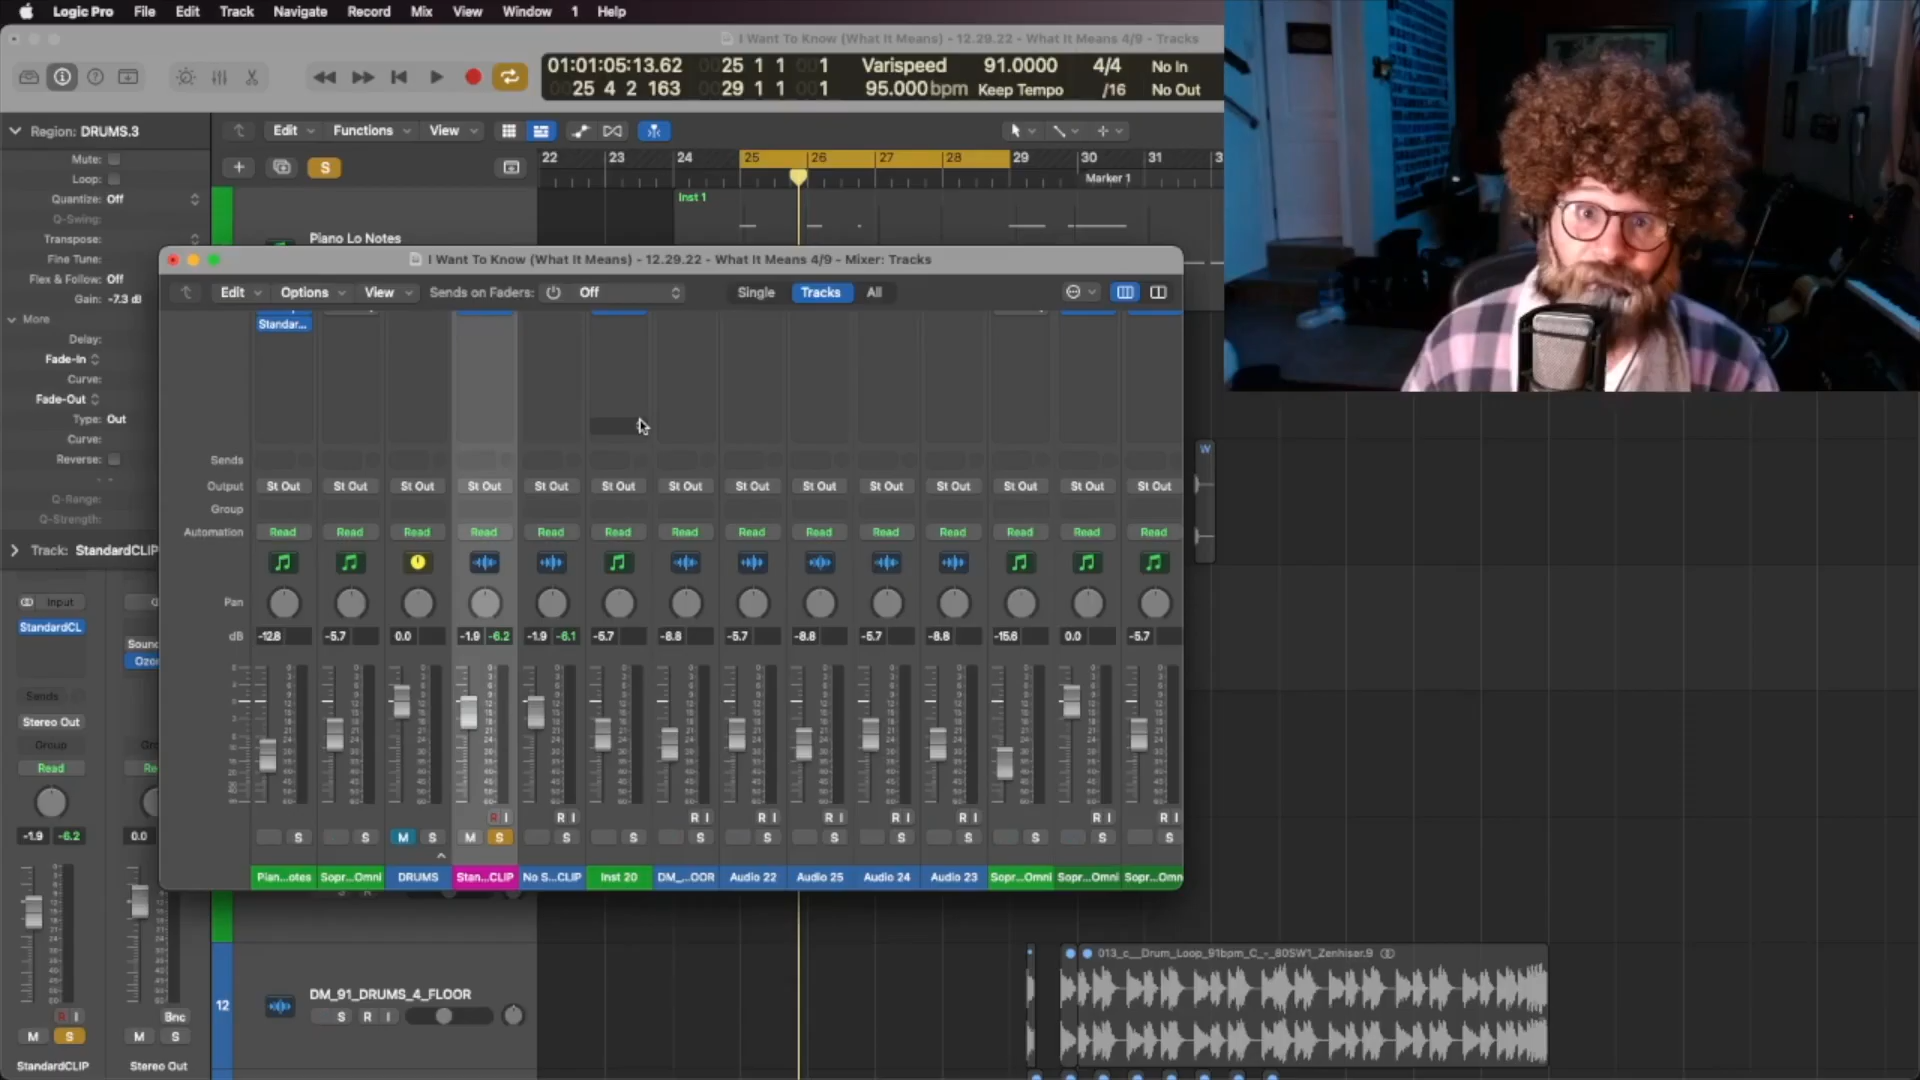 Logic Pro File Edit Track Navigate Record Mix View Window 1 Help
I Want To Know (What It Means) - 12.29.22 - What It Means 4/9 - Tracks
01:01:05:13.62 25 1 1 1 Varispeed 91.0000 4/4 No In
25 4 2 163 29 1 1 1 95.000 bpm Keep Tempo /16 No Out
Region: DRUMS.3
Edit Functions View
Mute:
Loop:
Quantize: Off
Q-Swing:
Transpose:
Fine Tune:
Flex & Follow: Off
Gain: -7.3 dB
More
Delay:
Fade-In
Curve:
Fade-Out
Type: Out
Curve:
Reverse:
Q-Range:
Q-Strength:
Track: StandardCLIP
S
22 23 24 25 26 27 28 29 30 31 3
Marker 1
Inst 1
Piano Lo Notes
I Want To Know (What It Means) - 12.29.22 - What It Means 4/9 - Mixer: Tracks
Edit Options View Sends on Faders: Off Single Tracks All
Standar...
Sends
Output St Out St Out St Out St Out St Out St Out St Out St Out St Out St Out St Out St Out St Out St Out
Group
Automation Read Read Read Read Read Read Read Read Read Read Read Read Read Read
Pan
dB -12.8 -5.7 0.0 -1.9 -6.2 -1.9 -6.1 -5.7 -8.8 -5.7 -8.8 -5.7 -8.8 -15.6 0.0 -5.7
R I R I R I R I R I R I R I R I R I
S S M S M S S S S S S S S S S S
Plan...otes Sopr...Omni DRUMS Stan...CLIP No S...CLIP Inst 20 DM_...OOR Audio 22 Audio 25 Audio 24 Audio 23 Sopr...Omni Sopr...Omni Sopr...Omn
W
Input
StandardCL
Soun
Ozo
Sends
Stereo Out
Group
Read
Re
-1.9 -6.2 0.0
R I Bnc
M S M S
StandardCLIP Stereo Out
12
DM_91_DRUMS_4_FLOOR
S R I
013_c__Drum_Loop_91bpm_C_-_80SW1_Zenhiser.9